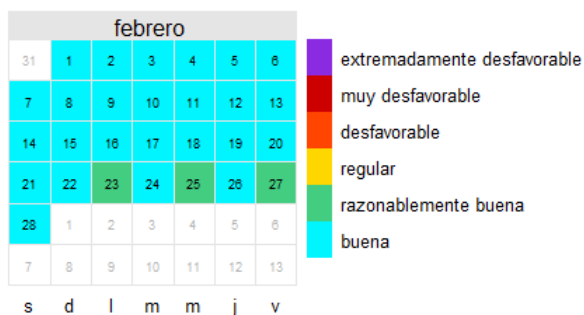 febrero
31 1 2 3 4 5 6
7 8 9 10 11 12 13
14 15 16 17 18 19 20
21 22 23 24 25 26 27
28 1 2 3 4 5 6
7 8 9 10 11 12 13
s d l m m j v
extremadamente desfavorable
muy desfavorable
desfavorable
regular
razonablemente buena
buena